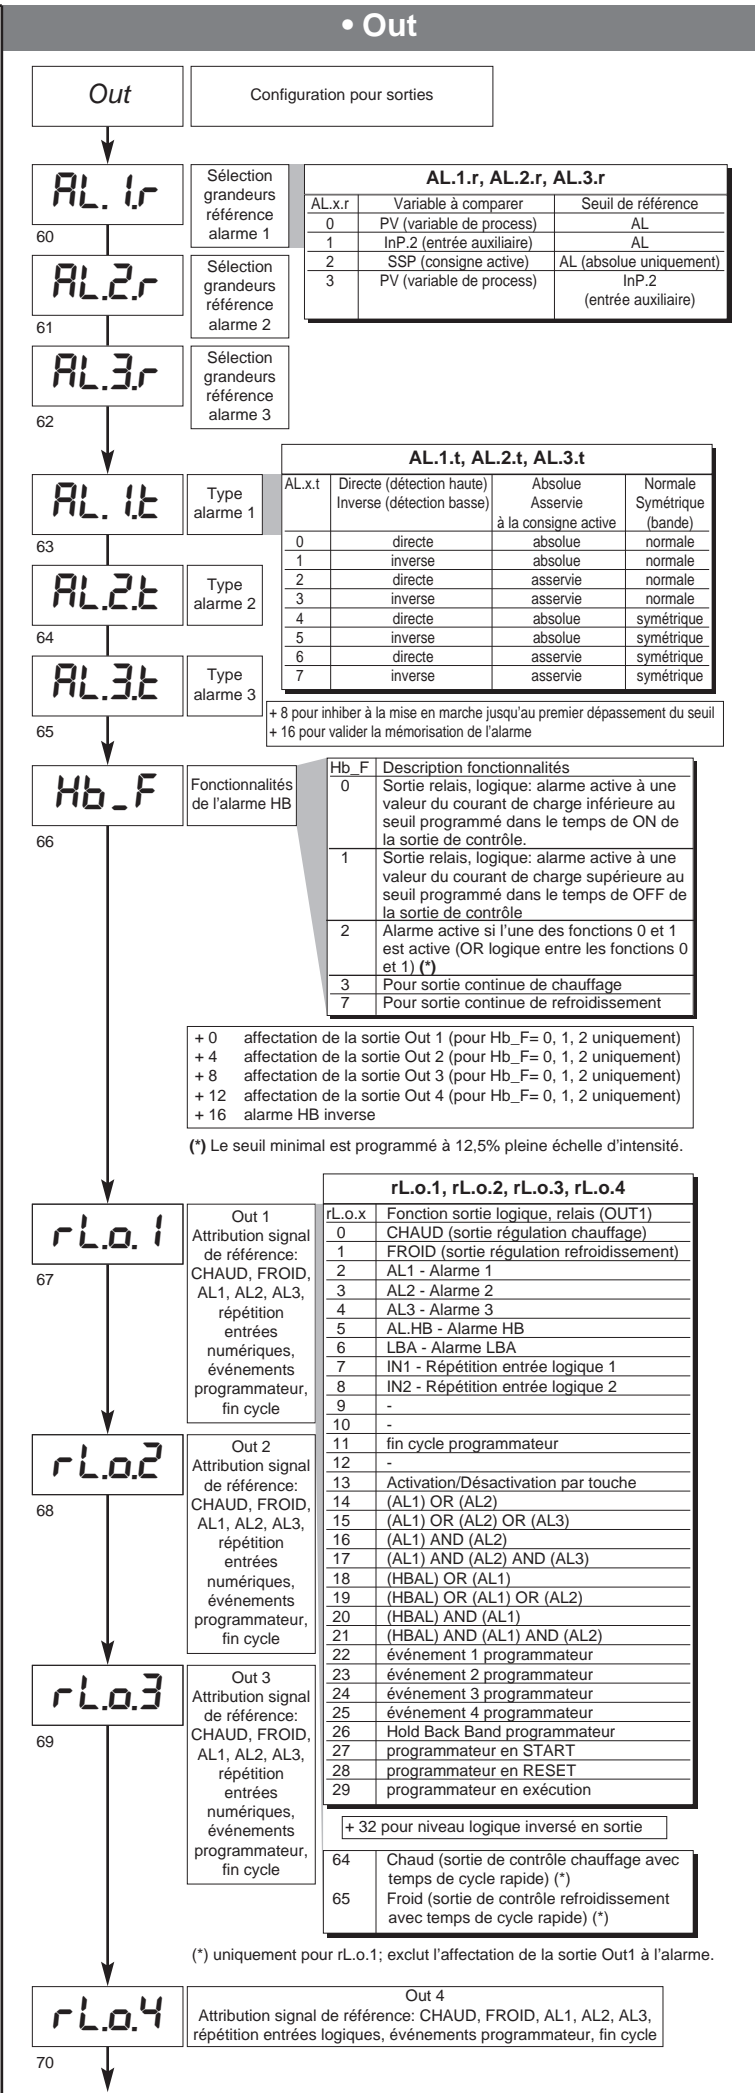 • Out
Out
Configuration pour sorties
AL.1.r
60
Sélection
grandeurs
référence
alarme 1
AL.1.r, AL.2.r, AL.3.r
AL.x.r Variable à comparer Seuil de référence
0 PV (variable de process) AL
1 InP.2 (entrée auxiliaire) AL
2 SSP (consigne active) AL (absolue uniquement)
3 PV (variable de process) InP.2
(entrée auxiliaire)
AL.2.r
61
Sélection
grandeurs
référence
alarme 2
AL.3.r
62
Sélection
grandeurs
référence
alarme 3
AL.1.t
63
Type
alarme 1
AL.1.t, AL.2.t, AL.3.t
AL.x.t Directe (détection haute) Absolue Normale
Inverse (détection basse) Asservie Symétrique
à la consigne active (bande)
0 directe absolue normale
1 inverse absolue normale
2 directe asservie normale
3 inverse asservie normale
4 directe absolue symétrique
5 inverse absolue symétrique
6 directe asservie symétrique
7 inverse asservie symétrique
AL.2.t
64
Type
alarme 2
AL.3.t
65
Type
alarme 3
+ 8 pour inhiber à la mise en marche jusqu'au premier dépassement du seuil
+ 16 pour valider la mémorisation de l'alarme
Hb_F
66
Fonctionnalités
de l'alarme HB
Hb_F Description fonctionnalités
0 Sortie relais, logique: alarme active à une
valeur du courant de charge inférieure au
seuil programmé dans le temps de ON de
la sortie de contrôle.
1 Sortie relais, logique: alarme active à une
valeur du courant de charge supérieure au
seuil programmé dans le temps de OFF de
la sortie de contrôle
2 Alarme active si l'une des fonctions 0 et 1
est active (OR logique entre les fonctions 0
et 1) (*)
3 Pour sortie continue de chauffage
7 Pour sortie continue de refroidissement
+ 0 affectation de la sortie Out 1 (pour Hb_F= 0, 1, 2 uniquement)
+ 4 affectation de la sortie Out 2 (pour Hb_F= 0, 1, 2 uniquement)
+ 8 affectation de la sortie Out 3 (pour Hb_F= 0, 1, 2 uniquement)
+ 12 affectation de la sortie Out 4 (pour Hb_F= 0, 1, 2 uniquement)
+ 16 alarme HB inverse
(*) Le seuil minimal est programmé à 12,5% pleine échelle d'intensité.
rL.o.1
67
Out 1
Attribution signal
de référence:
CHAUD, FROID,
AL1, AL2, AL3,
répétition
entrées
numériques,
événements
programmateur,
fin cycle
rL.o.1, rL.o.2, rL.o.3, rL.o.4
rL.o.x Fonction sortie logique, relais (OUT1)
0 CHAUD (sortie régulation chauffage)
1 FROID (sortie régulation refroidissement)
2 AL1 - Alarme 1
3 AL2 - Alarme 2
4 AL3 - Alarme 3
5 AL.HB - Alarme HB
6 LBA - Alarme LBA
7 IN1 - Répétition entrée logique 1
8 IN2 - Répétition entrée logique 2
9 -
10 -
11 fin cycle programmateur
12 -
13 Activation/Désactivation par touche
14 (AL1) OR (AL2)
15 (AL1) OR (AL2) OR (AL3)
16 (AL1) AND (AL2)
17 (AL1) AND (AL2) AND (AL3)
18 (HBAL) OR (AL1)
19 (HBAL) OR (AL1) OR (AL2)
20 (HBAL) AND (AL1)
21 (HBAL) AND (AL1) AND (AL2)
22 événement 1 programmateur
23 événement 2 programmateur
24 événement 3 programmateur
25 événement 4 programmateur
26 Hold Back Band programmateur
27 programmateur en START
28 programmateur en RESET
29 programmateur en exécution
rL.o.2
68
Out 2
Attribution signal
de référence:
CHAUD, FROID,
AL1, AL2, AL3,
répétition
entrées
numériques,
événements
programmateur,
fin cycle
rL.o.3
69
Out 3
Attribution signal
de référence:
CHAUD, FROID,
AL1, AL2, AL3,
répétition
entrées
numériques,
événements
programmateur,
fin cycle
+ 32 pour niveau logique inversé en sortie
64 Chaud (sortie de contrôle chauffage avec
temps de cycle rapide) (*)
65 Froid (sortie de contrôle refroidissement
avec temps de cycle rapide) (*)
(*) uniquement pour rL.o.1; exclut l'affectation de la sortie Out1 à l'alarme.
rL.o.4
70
Out 4
Attribution signal de référence: CHAUD, FROID, AL1, AL2, AL3,
répétition entrées logiques, événements programmateur, fin cycle